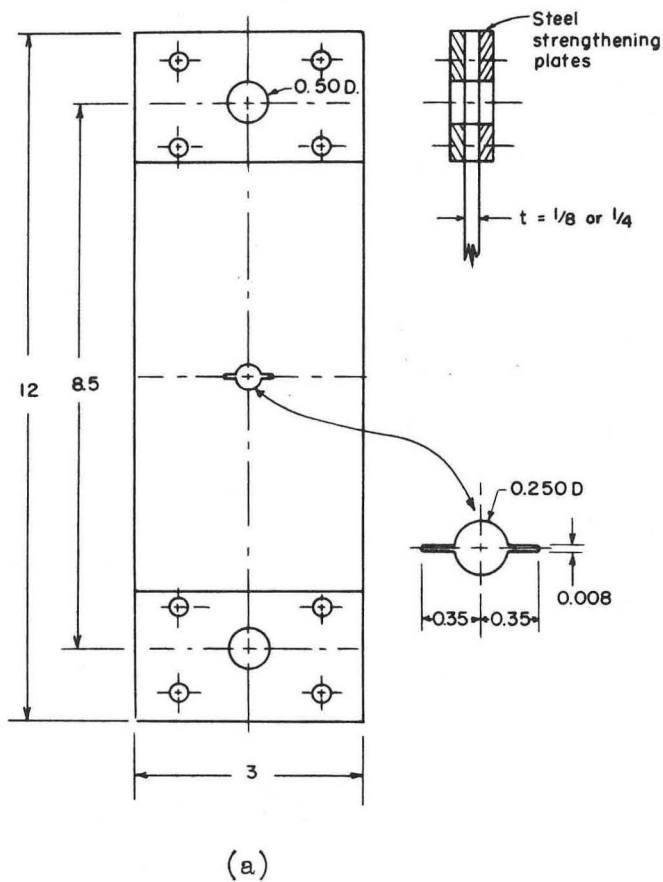 Steel
strengthening
plates
0.50 D.
t = 1/8 or 1/4
12
8.5
0.250 D
0.008
0.35
0.35
3
(a)